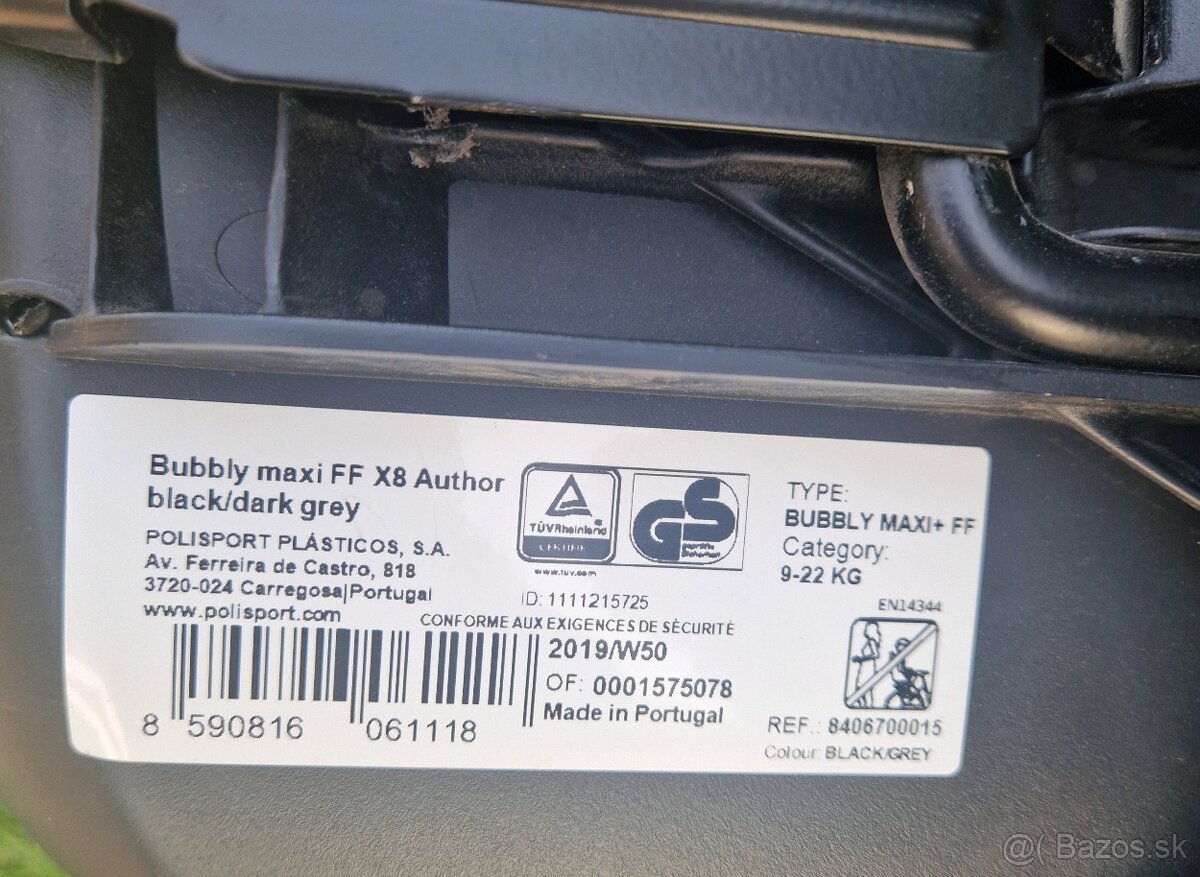 Bubbly maxi FF X8 Author
black/dark grey
POLISPORT PLÁSTICOS, S.A.
Av. Ferreira de Castro, 818
3720-024 Carregosa|Portugal
www.polisport.com
TÜVRheinland
CERTIFIED
www.tuv.com
GS
geprüfte
Sicherheit
ID: 1111215725
CONFORME AUX EXIGENCES DE SÉCURITÉ
2019/W50
OF: 0001575078
Made in Portugal
8 590816 061118
TYPE:
BUBBLY MAXI+ FF
Category:
9-22 KG
EN14344
REF.: 8406700015
Colour: BLACK/GREY
@( Bazos.sk